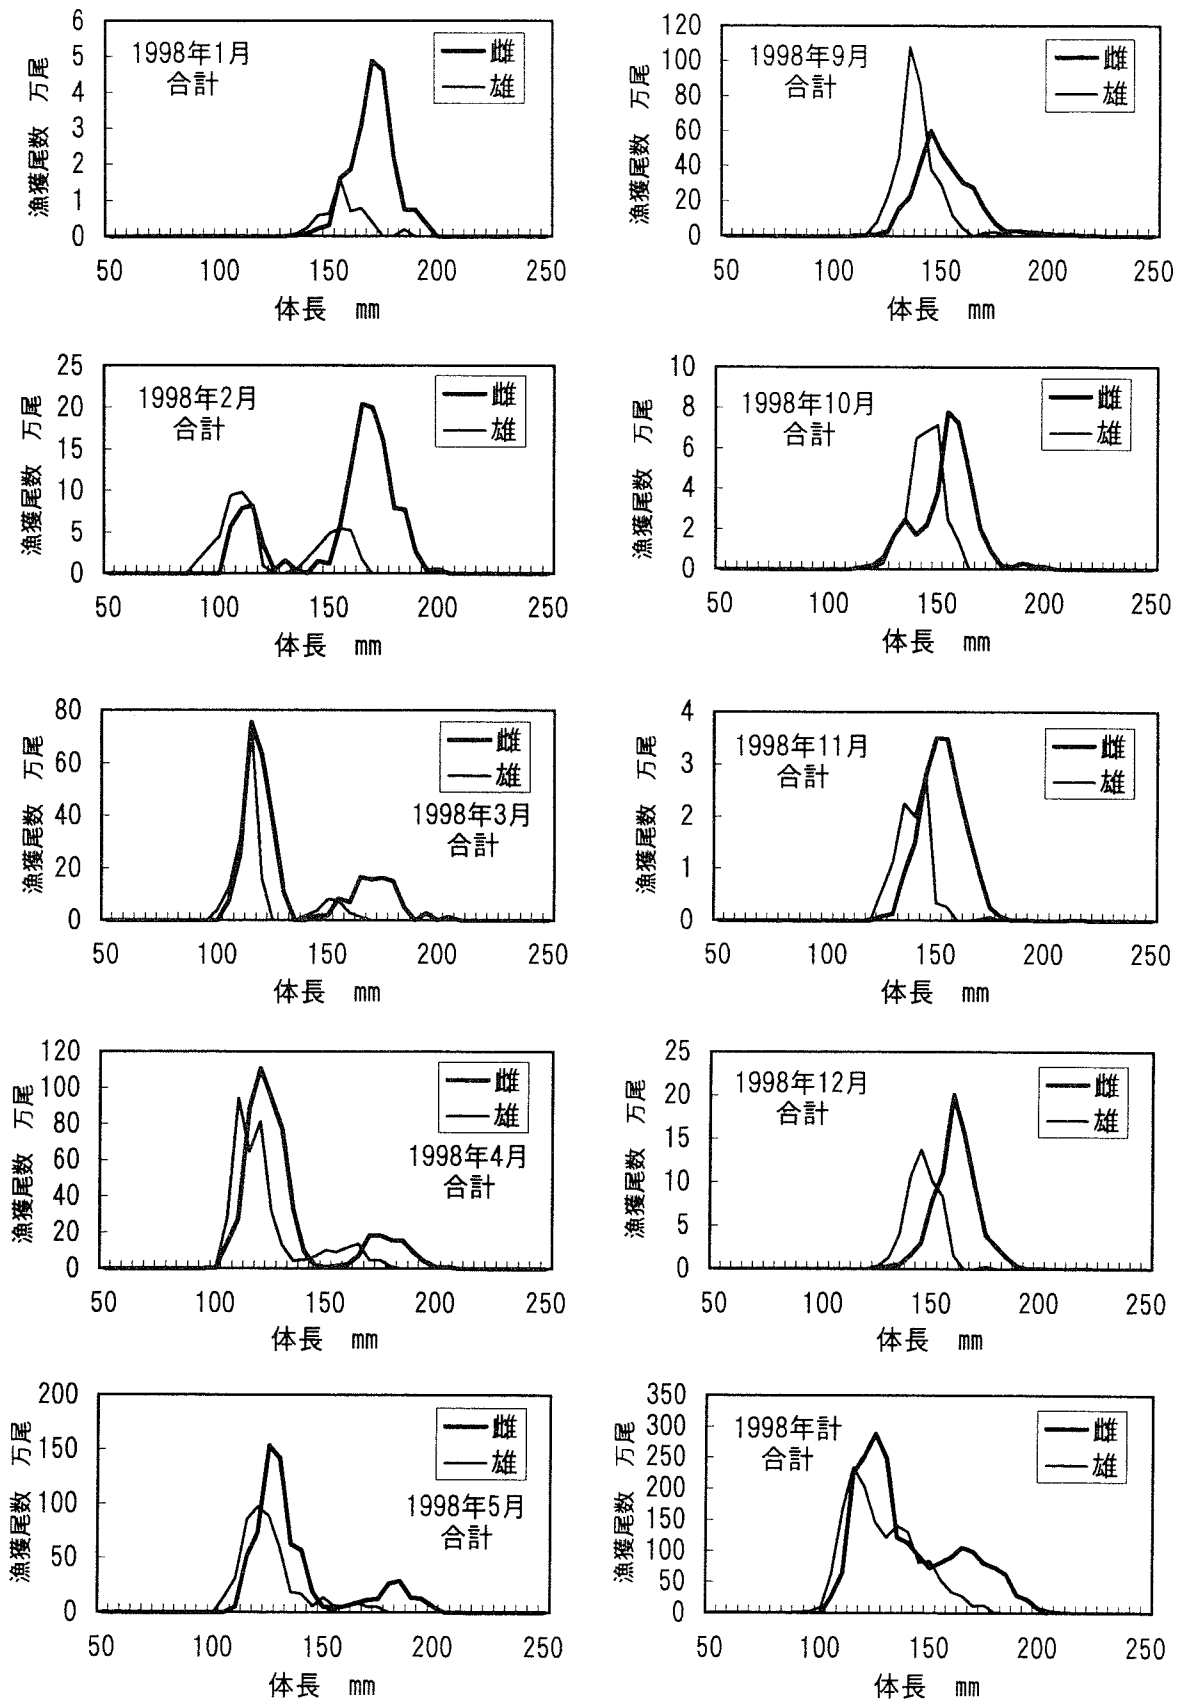 漁獲尾数 万尾
6
5
4
3
2
1
0
1998年1月
合計
雌
雄
50 100 150 200 250
体長 mm
漁獲尾数 万尾
25
20
15
10
5
0
1998年2月
合計
雌
雄
50 100 150 200 250
体長 mm
漁獲尾数 万尾
80
60
40
20
0
雌
雄
1998年3月
合計
50 100 150 200 250
体長 mm
漁獲尾数 万尾
120
100
80
60
40
20
0
雌
雄
1998年4月
合計
50 100 150 200 250
体長 mm
漁獲尾数 万尾
200
150
100
50
0
雌
雄
1998年5月
合計
50 100 150 200 250
体長 mm
漁獲尾数 万尾
120
100
80
60
40
20
0
1998年9月
合計
雌
雄
50 100 150 200 250
体長 mm
漁獲尾数 万尾
10
8
6
4
2
0
1998年10月
合計
雌
雄
50 100 150 200 250
体長 mm
漁獲尾数 万尾
4
3
2
1
0
1998年11月
合計
雌
雄
50 100 150 200 250
体長 mm
漁獲尾数 万尾
25
20
15
10
5
0
1998年12月
合計
雌
雄
50 100 150 200 250
体長 mm
漁獲尾数 万尾
350
300
250
200
150
100
50
0
1998年計
合計
雌
雄
50 100 150 200 250
体長 mm